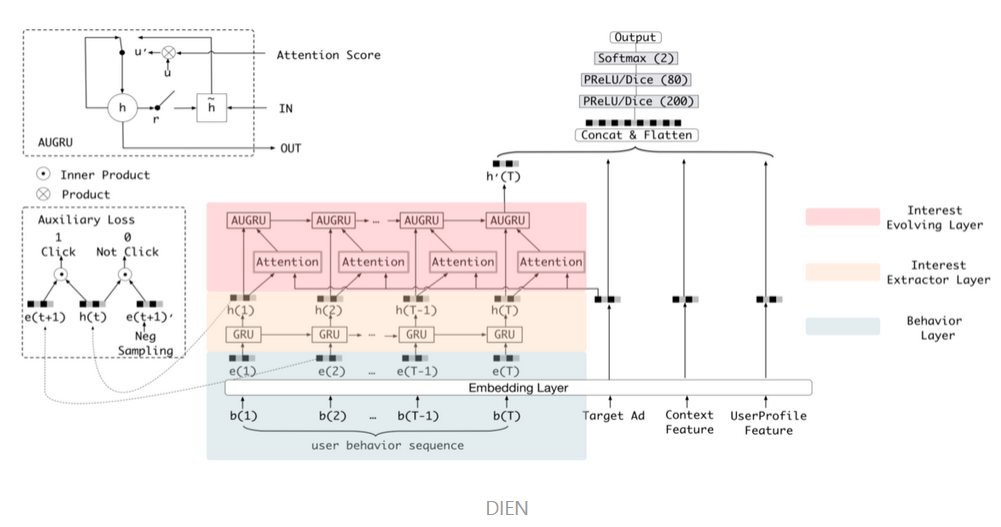 Output
Softmax (2)
PReLU/Dice (80)
PReLU/Dice (200)
Concat & Flatten
Attention Score
u'
u
h
r
h̃
IN
OUT
AUGRU
Inner Product
Product
Auxiliary Loss
1 0
Click Not Click
e(t+1) h(t) e(t+1)'
Neg
Sampling
h'(T)
AUGRU AUGRU ... AUGRU AUGRU
Attention Attention Attention Attention
h(1) h(2) h(T-1) h(T)
GRU GRU ... GRU GRU
e(1) e(2) ... e(T-1) e(T)
Embedding Layer
b(1) b(2) ... b(T-1) b(T)
user behavior sequence
Target Ad
Context
Feature
UserProfile
Feature
Interest
Evolving Layer
Interest
Extractor Layer
Behavior
Layer
DIEN